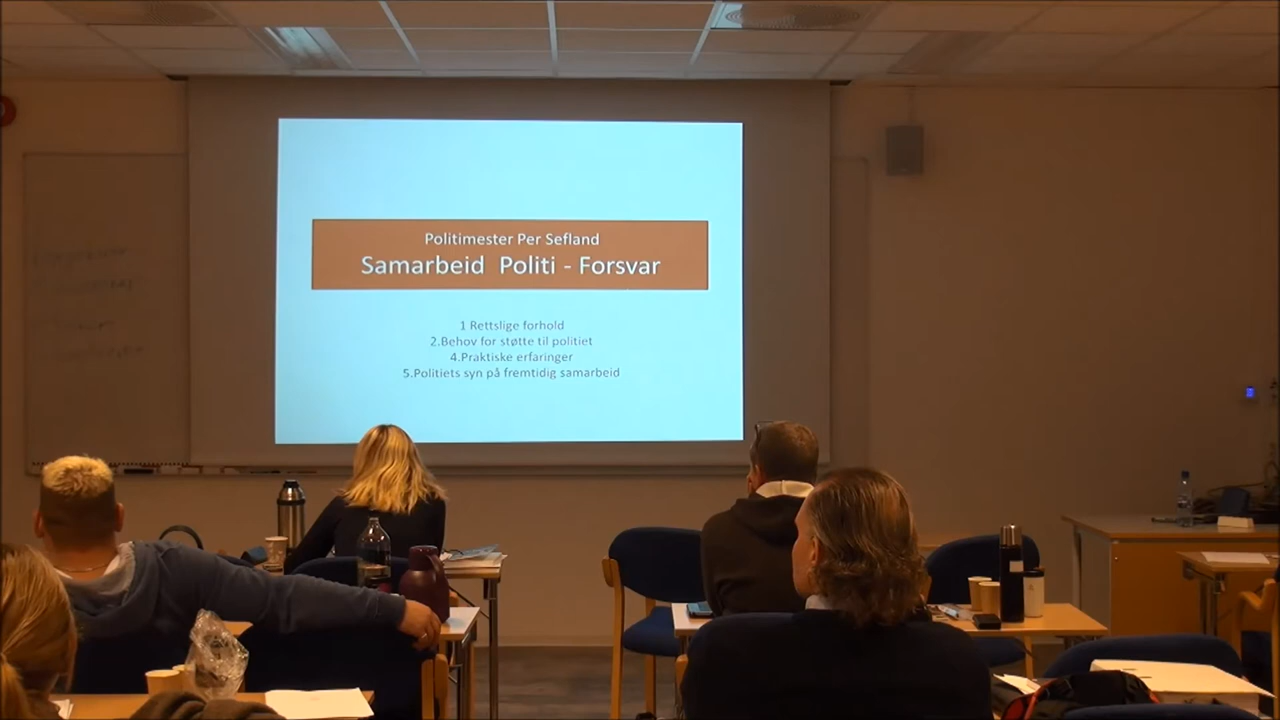 Politimester Per Sefland
Samarbeid Politi - Forsvar
1 Rettslige forhold
2.Behov for støtte til politiet
4.Praktiske erfaringer
5.Politiets syn på fremtidig samarbeid